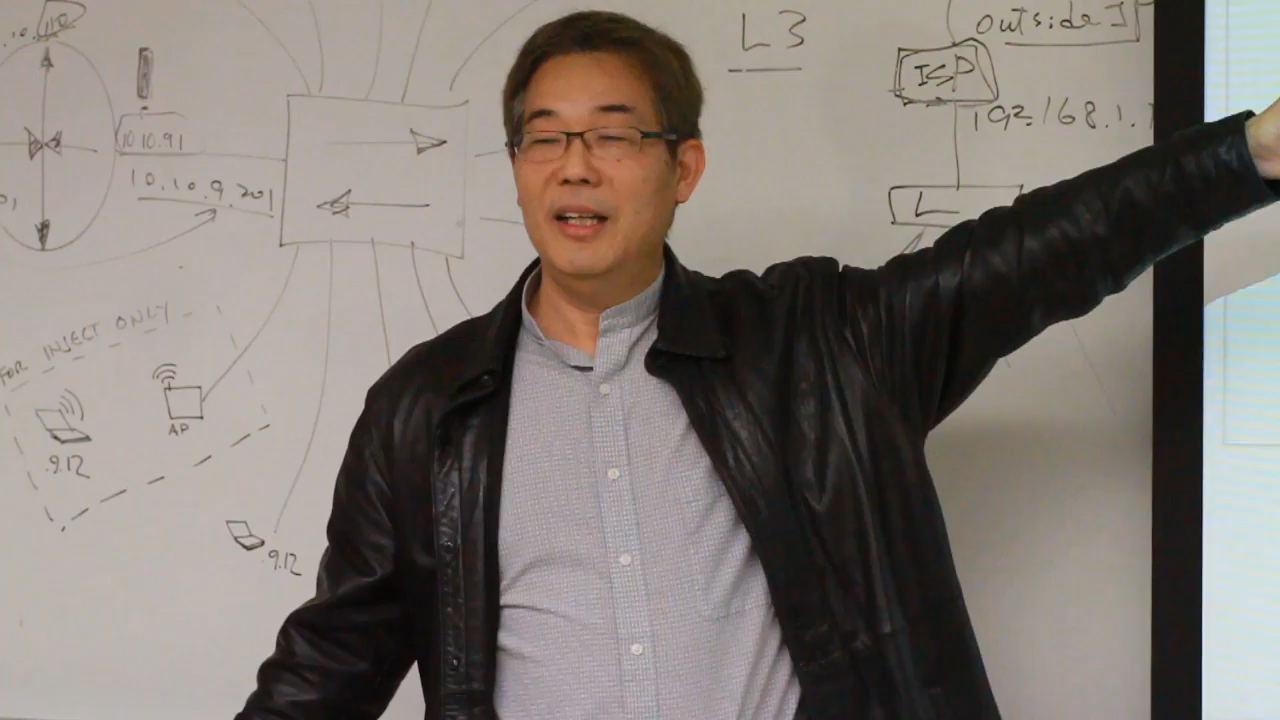 L3
outside IP
ISP
192.168.1.
10.10.91
10.10.9.201
L
FOR INJECT ONLY
AP
.9.12
.9.12